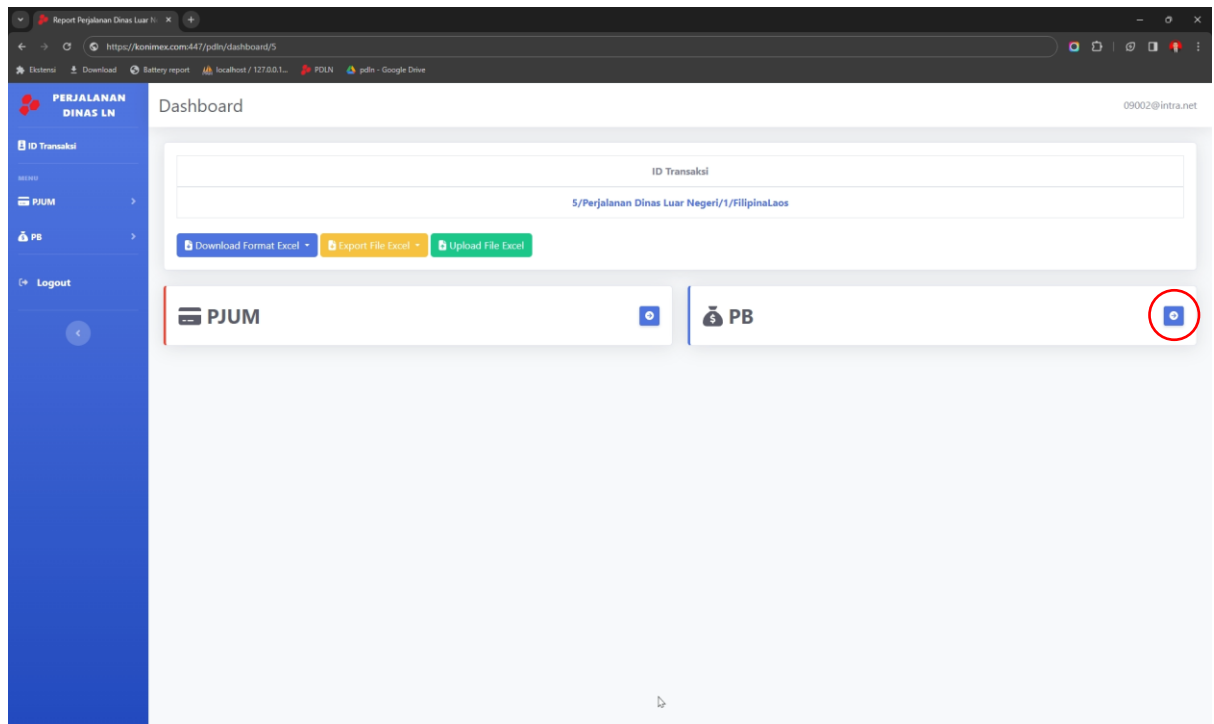 Report Perjalanan Dinas Luar N
https://konimex.com:447/pdln/dashboard/5
Ekstensi Download Battery report localhost / 127.0.0.1... PDLN pdln - Google Drive
PERJALANAN
DINAS LN
Dashboard
09002@intra.net
ID Transaksi
MENU
PJUM
PB
Logout
ID Transaksi
5/Perjalanan Dinas Luar Negeri/1/FilipinaLaos
Download Format Excel Export File Excel Upload File Excel
PJUM
PB